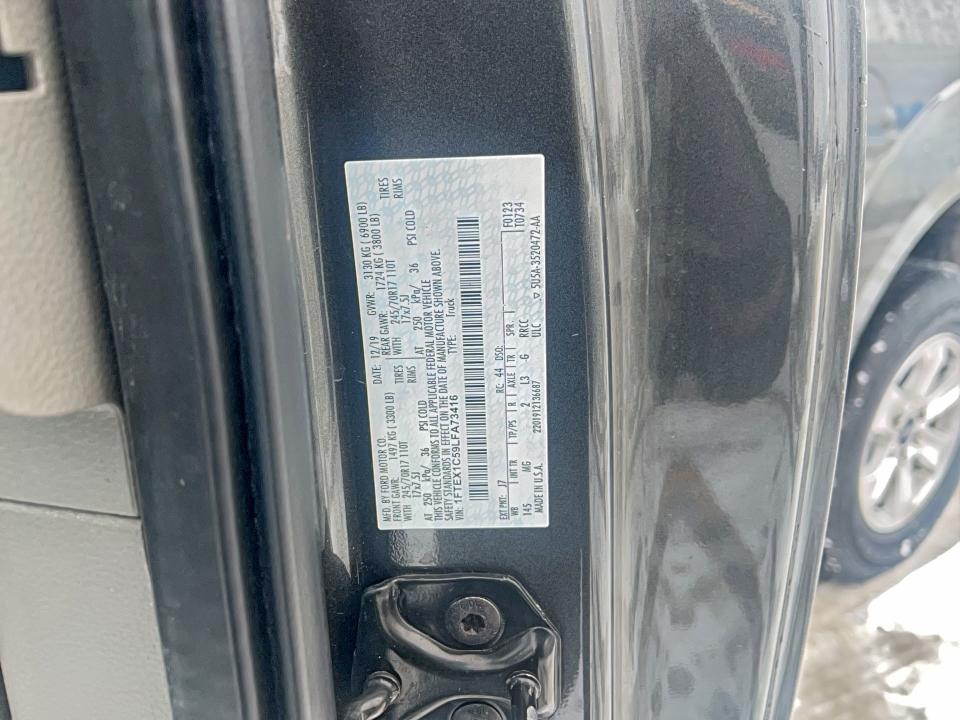 MFD. BY FORD MOTOR CO. DATE: 12/19 GVWR: 3130 KG ( 6900 LB)
FRONT GAWR: 1497 KG ( 3300 LB) REAR GAWR: 1724 KG ( 3800 LB)
WITH 245/70R17 110T TIRES WITH 245/70R17 110T TIRES
17x7.5J RIMS 17x7.5J RIMS
AT 250 kPa/ 36 PSI COLD AT 250 kPa/ 36 PSI COLD
THIS VEHICLE CONFORMS TO ALL APPLICABLE FEDERAL MOTOR VEHICLE
SAFETY STANDARDS IN EFFECT ON THE DATE OF MANUFACTURE SHOWN ABOVE.
VIN: 1FTEX1C59LFA73416 TYPE: Truck
EXT PNT: J7 RC: 44 DSO: F0123
WB INT TR TP/PS R AXLE TR SPR T0734
145 MG 2 L3 G RRCC
MADE IN U.S.A. 2201912136687 ULC 5U5A-3520472-AA